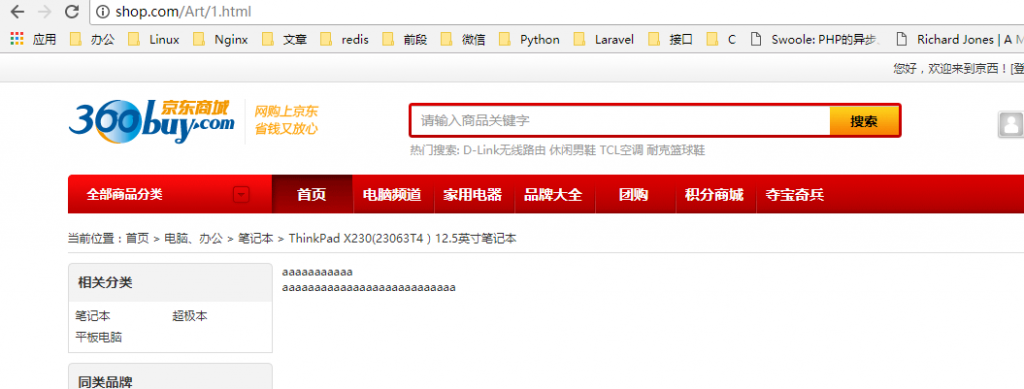 shop.com/Art/1.html
应用 办公 Linux Nginx 文章 redis 前段 微信 Python Laravel 接口 C Swoole: PHP的异步 Richard Jones | A M
您好，欢迎来到京西！[登
360buy.com 京东商城
网购上京东
省钱又放心
请输入商品关键字 搜索
热门搜索: D-Link无线路由 休闲男鞋 TCL空调 耐克篮球鞋
全部商品分类 首页 电脑频道 家用电器 品牌大全 团购 积分商城 夺宝奇兵
当前位置：首页 > 电脑、办公 > 笔记本 > ThinkPad X230(23063T4 ) 12.5英寸笔记本
相关分类
笔记本 超极本
平板电脑
同类品牌
aaaaaaaaaaa
aaaaaaaaaaaaaaaaaaaaaaaaaaa